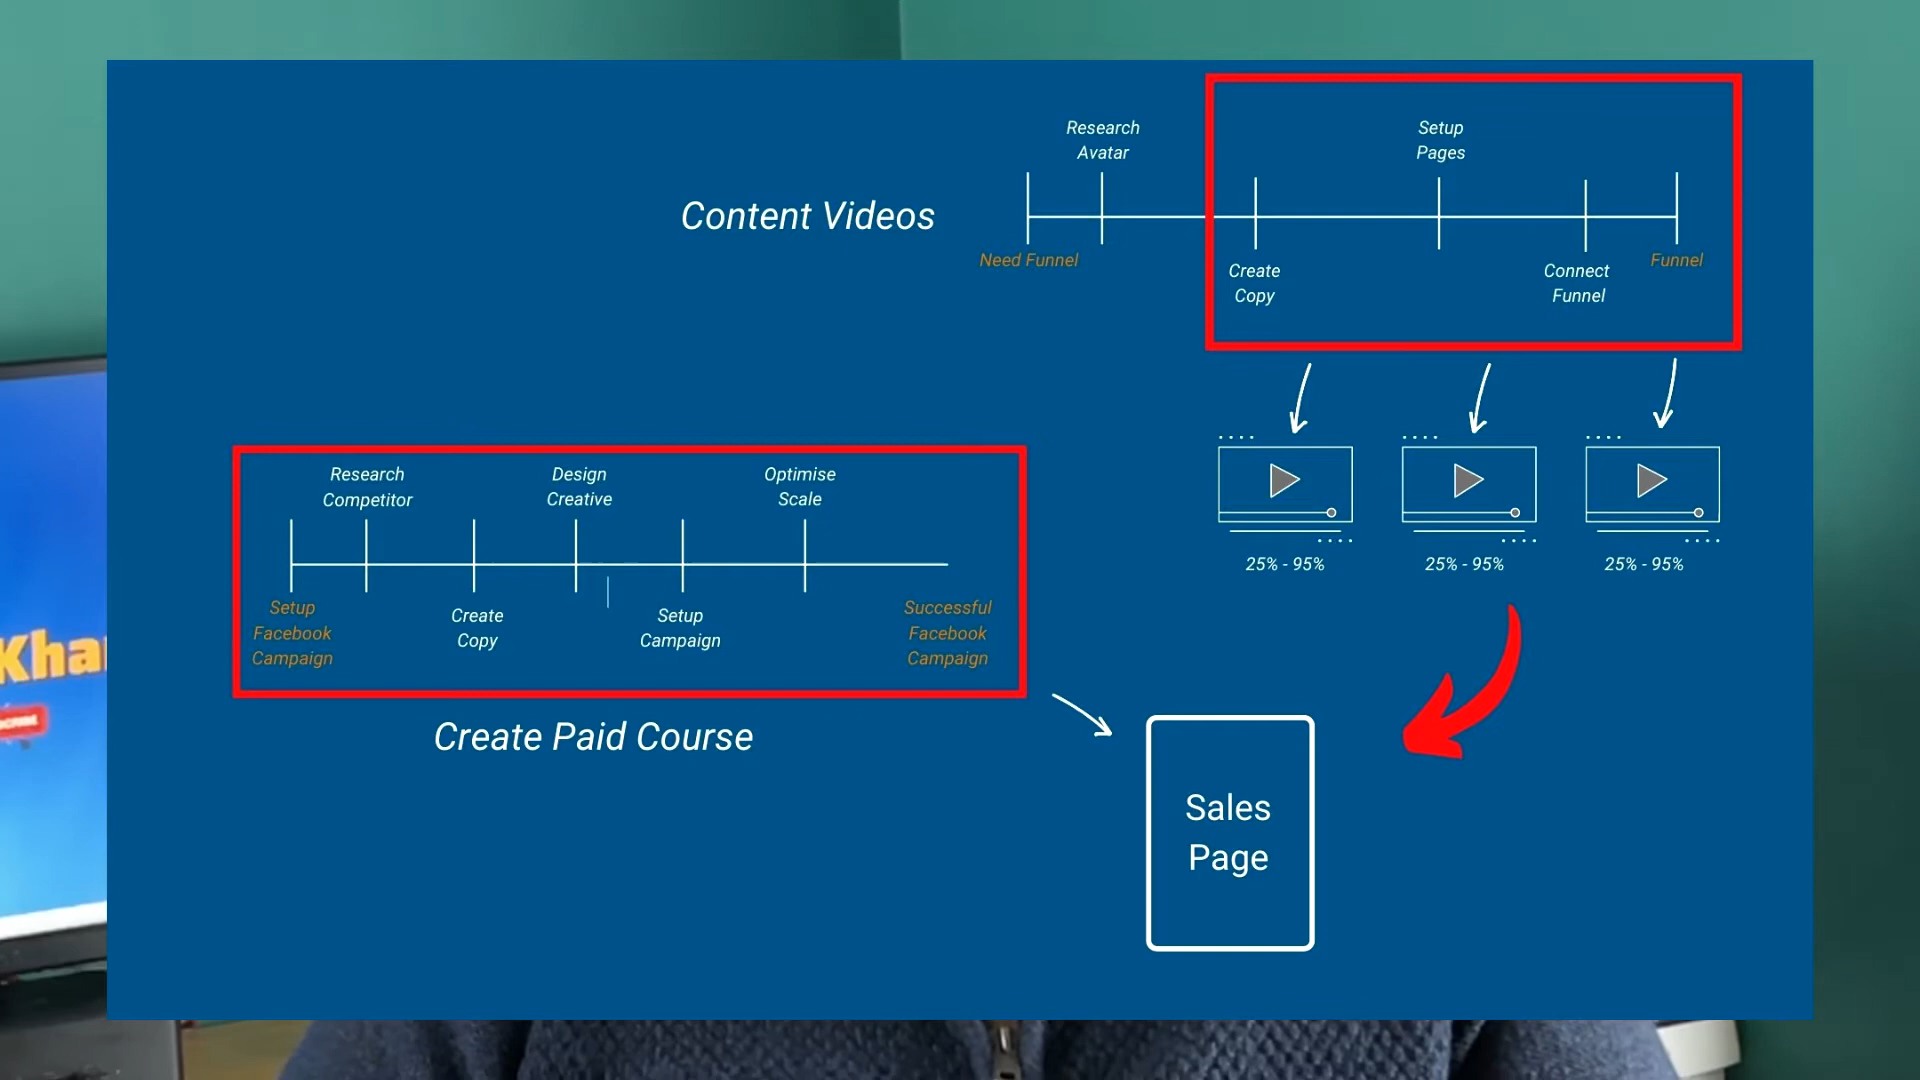 Research
Avatar
Setup
Pages
Content Videos
Need Funnel
Create
Copy
Connect
Funnel
Funnel
25% - 95%
25% - 95%
25% - 95%
Research
Competitor
Design
Creative
Optimise
Scale
Setup
Facebook
Campaign
Create
Copy
Setup
Campaign
Successful
Facebook
Campaign
Create Paid Course
Sales
Page